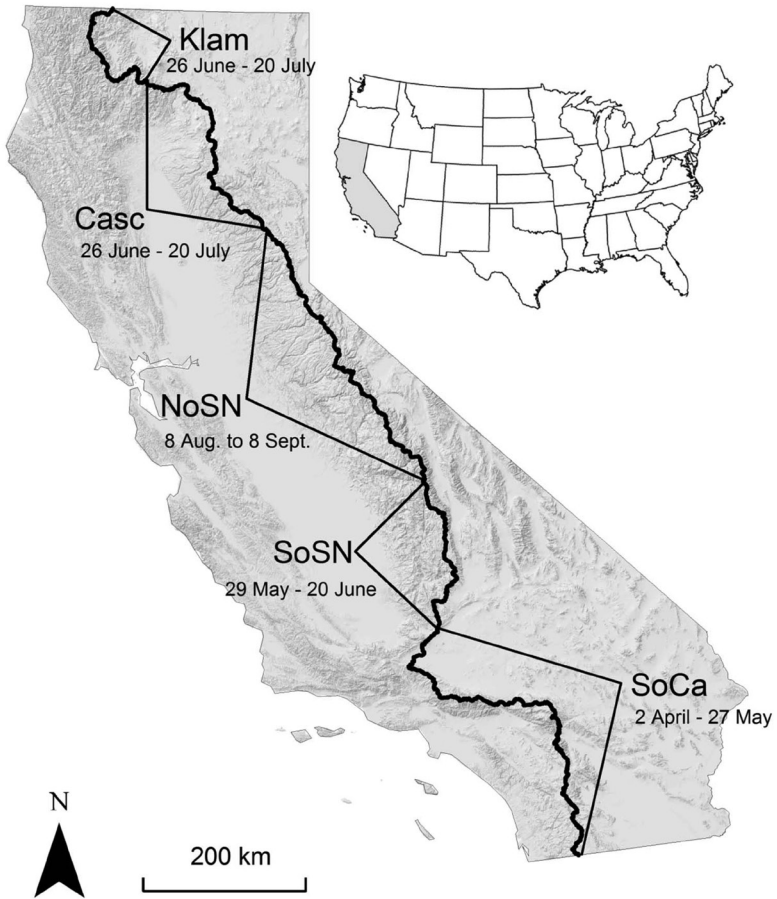 Klam
26 June - 20 July
Casc
26 June - 20 July
NoSN
8 Aug. to 8 Sept.
SoSN
29 May - 20 June
SoCa
2 April - 27 May
N
200 km